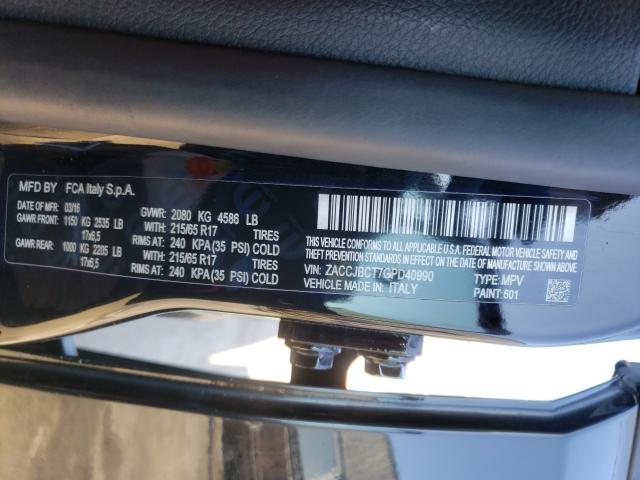 MFD BY FCA Italy S.p.A.
DATE OF MFR: 03/16 GVWR: 2080 KG 4586 LB
GAWR FRONT: 1150 KG 2535 LB WITH: 215/65 R17 TIRES
17x6,5 RIMS AT: 240 KPA (35 PSI) COLD
GAWR REAR: 1000 KG 2205 LB WITH: 215/65 R17 TIRES
17x6,5 RIMS AT: 240 KPA (35 PSI) COLD
THIS VEHICLE CONFORMS TO ALL APPLICABLE U.S.A. FEDERAL MOTOR VEHICLE SAFETY, BUMPER AND
THEFT PREVENTION STANDARDS IN EFFECT ON THE DATE OF MANUFACTURE SHOWN ABOVE
VIN: ZACCJBCT7GPD40990 TYPE: MPV
VEHICLE MADE IN: ITALY PAINT: 601